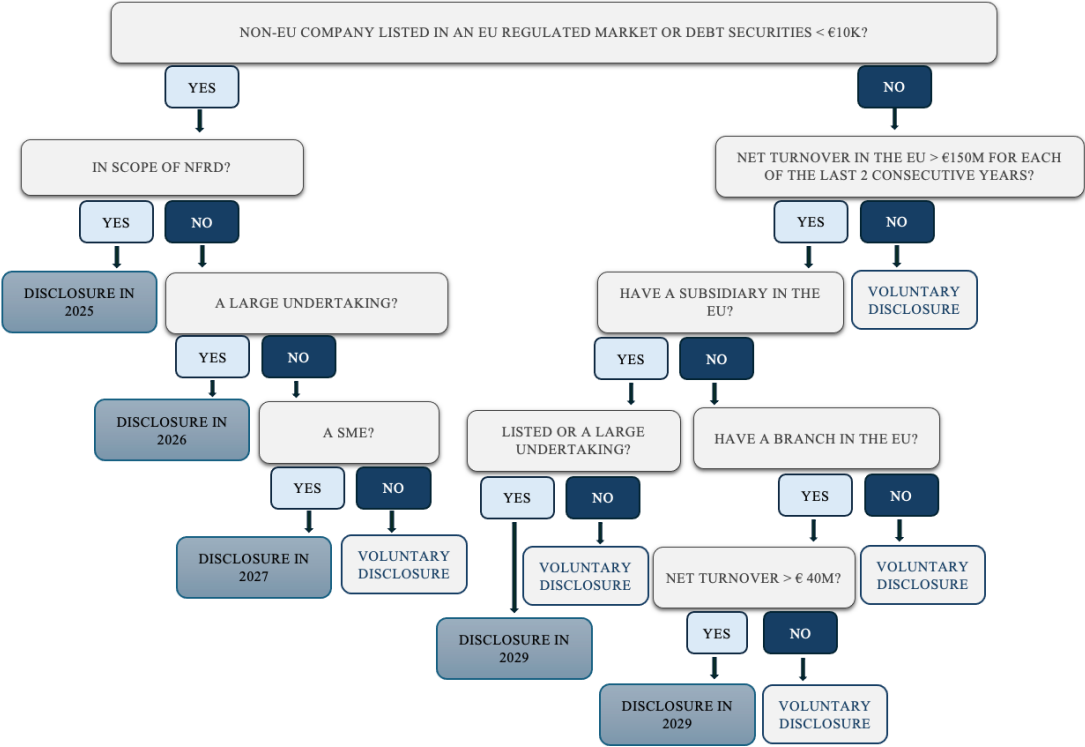 NON-EU COMPANY LISTED IN AN EU REGULATED MARKET OR DEBT SECURITIES < €10K?
YES
NO
IN SCOPE OF NFRD?
NET TURNOVER IN THE EU > €150M FOR EACH
OF THE LAST 2 CONSECUTIVE YEARS?
YES
NO
YES
NO
DISCLOSURE IN
2025
A LARGE UNDERTAKING?
HAVE A SUBSIDIARY IN THE
EU?
VOLUNTARY
DISCLOSURE
YES
NO
YES
NO
DISCLOSURE IN
2026
A SME?
LISTED OR A LARGE
UNDERTAKING?
HAVE A BRANCH IN THE EU?
YES
NO
YES
NO
YES
NO
DISCLOSURE IN
2027
VOLUNTARY
DISCLOSURE
VOLUNTARY
DISCLOSURE
NET TURNOVER > € 40M?
VOLUNTARY
DISCLOSURE
DISCLOSURE IN
2029
YES
NO
DISCLOSURE IN
2029
VOLUNTARY
DISCLOSURE